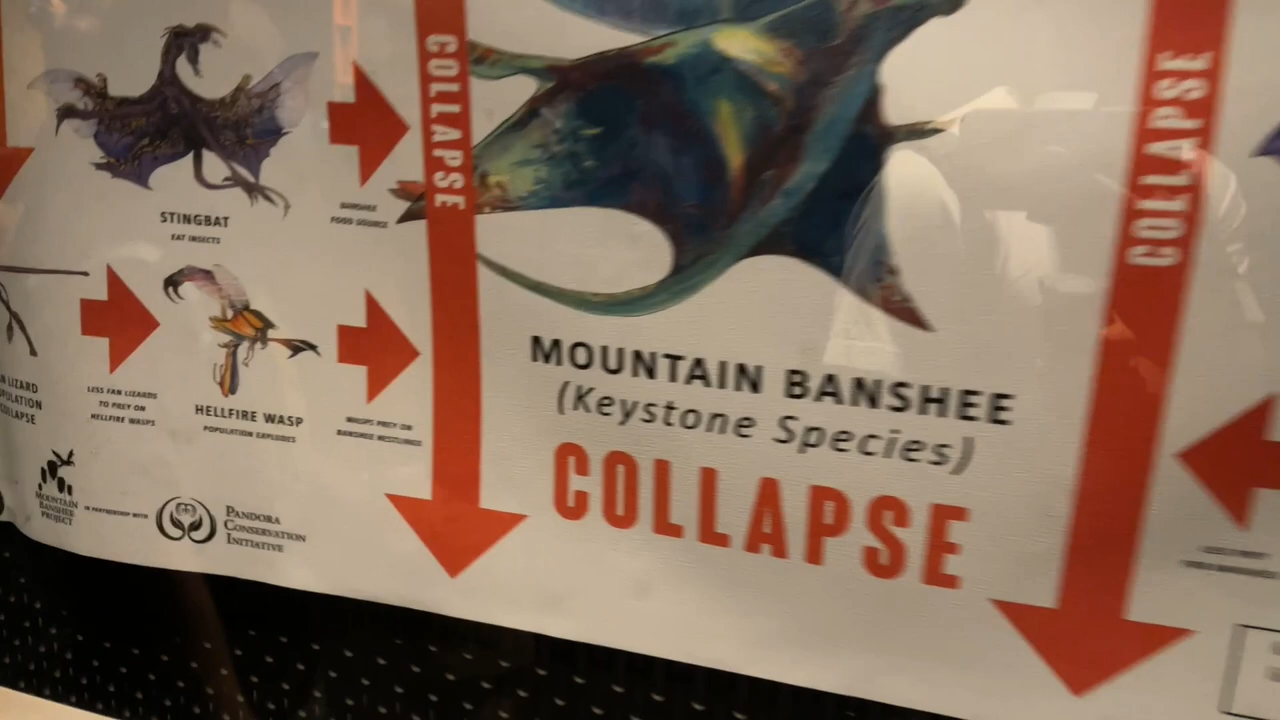 COLLAPSE
COLLAPSE
STINGBAT
EAT INSECTS
BANSHEE
FOOD SOURCE
LIZARD
COLLAPSE
LESS FAN LIZARDS
TO PREY ON
HELLFIRE WASPS
HELLFIRE WASP
POPULATION EXPLODES
WASPS PREY ON
BANSHEE NESTLINGS
MOUNTAIN BANSHEE
(Keystone Species)
COLLAPSE
MOUNTAIN
BANSHEE
PROJECT
IN PARTNERSHIP WITH
PANDORA
CONSERVATION
INITIATIVE